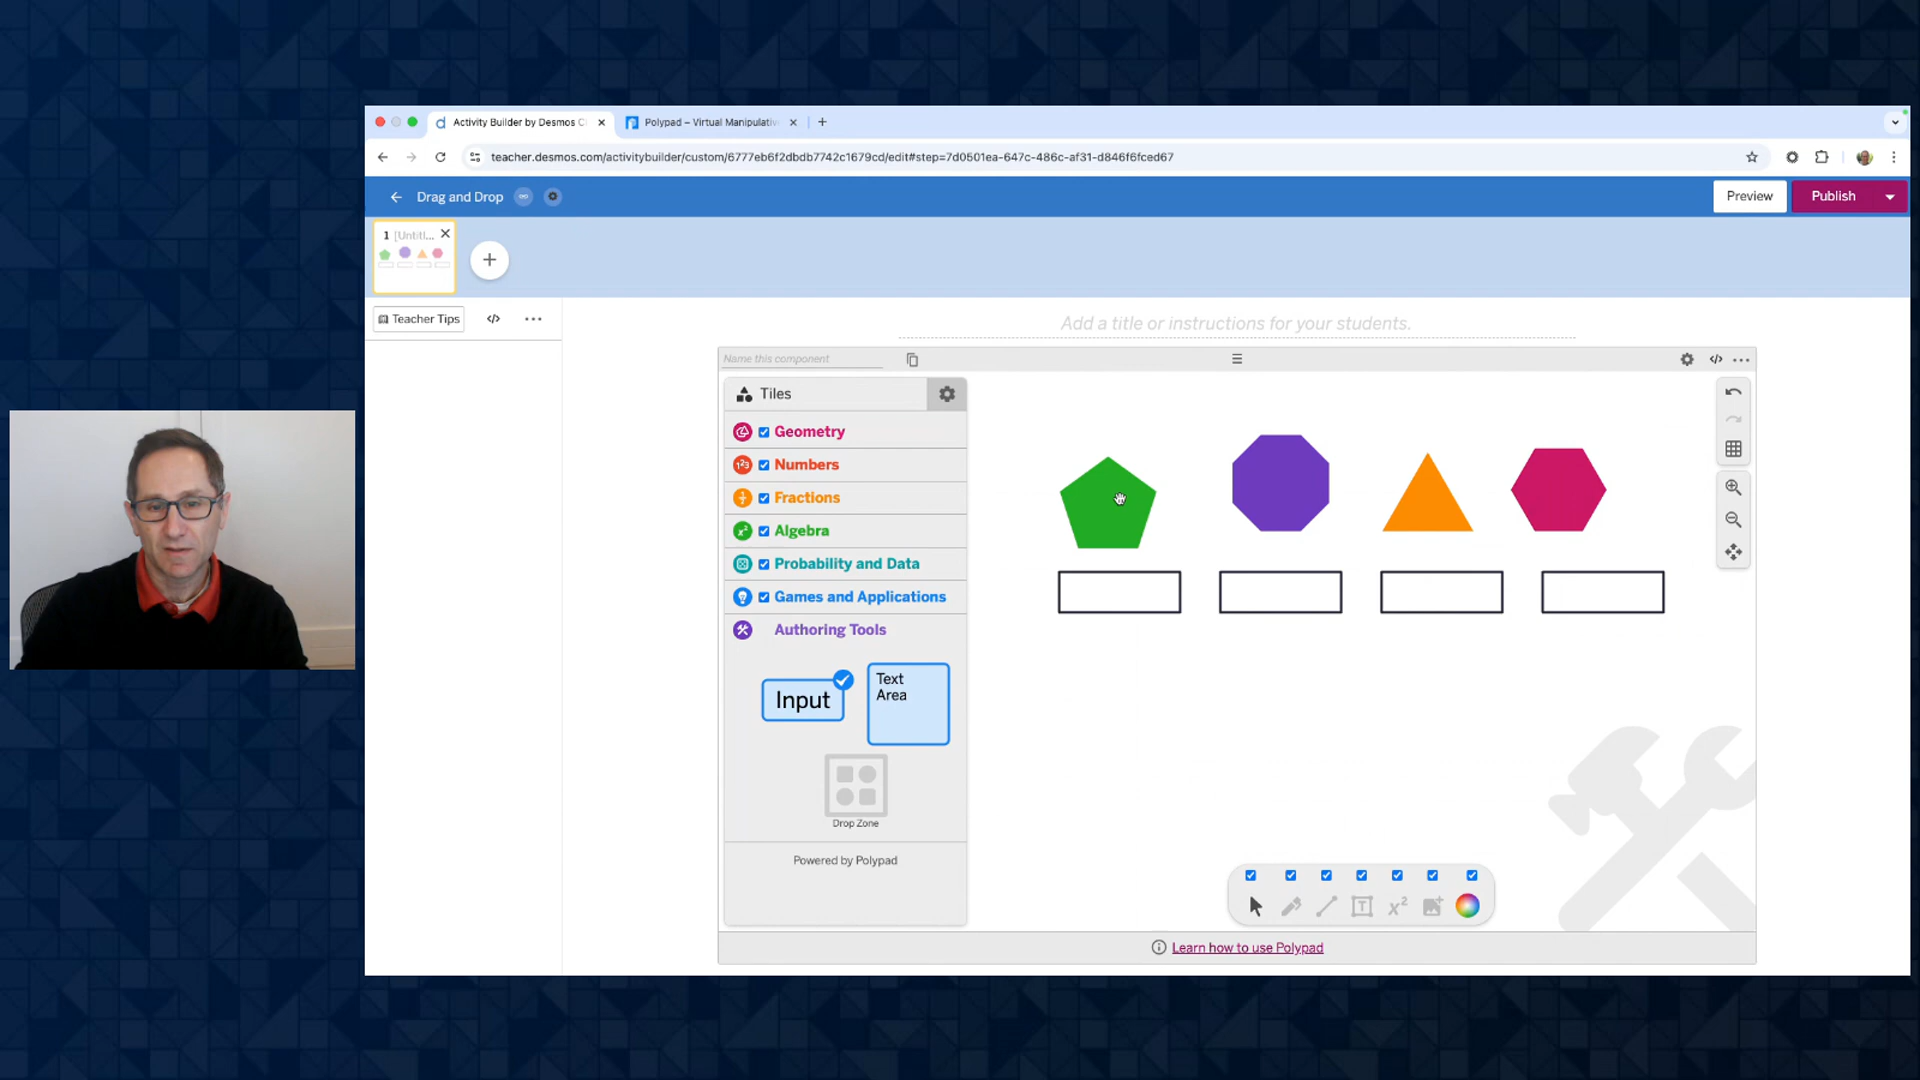 Activity Builder by Desmos C
Polypad – Virtual Manipulativ
teacher.desmos.com/activitybuilder/custom/6777eb6f2dbdb7742c1679cd/edit#step=7d0501ea-647c-486c-af31-d846f6fced67
Drag and Drop
Preview
Publish
1 [Untitl...
Teacher Tips
Add a title or instructions for your students.
Name this component
Tiles
Geometry
Numbers
Fractions
Algebra
Probability and Data
Games and Applications
Authoring Tools
Input
Text
Area
Drop Zone
Powered by Polypad
T
x²
Learn how to use Polypad